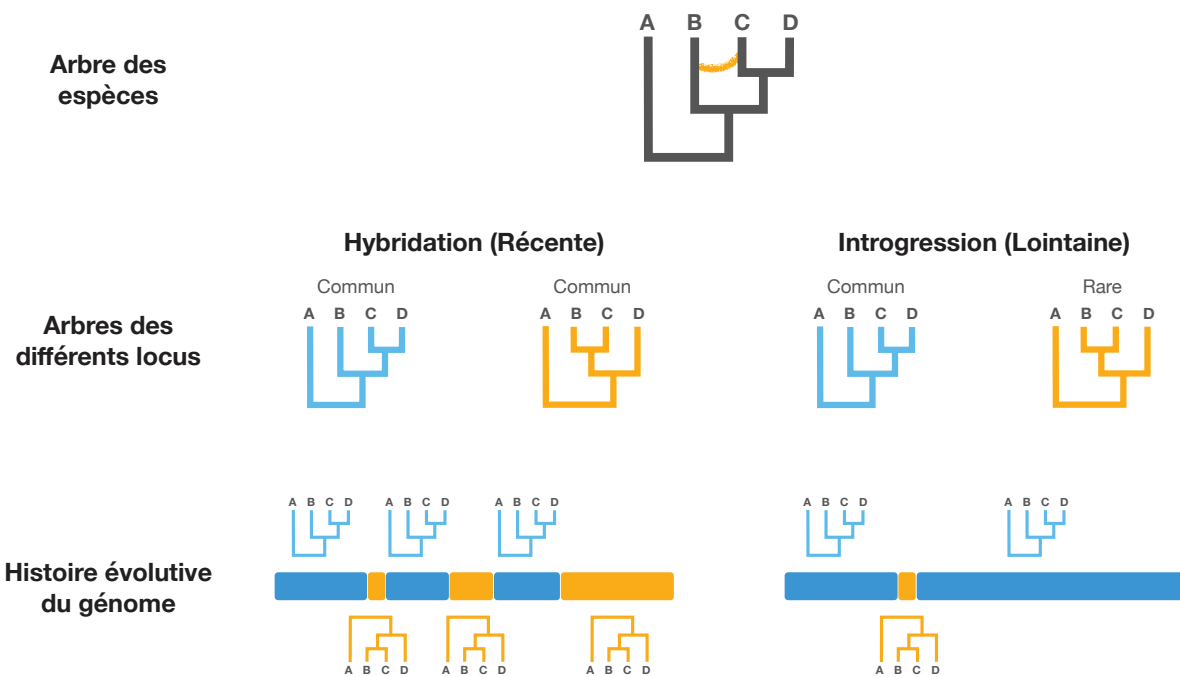 A B C D
Arbre des
espèces
Hybridation (Récente)
Introgression (Lointaine)
Commun
Commun
Commun
Rare
A B C D
A B C D
A B C D
A B C D
Arbres des
différents locus
A B C D
A B C D
A B C D
A B C D
A B C D
Histoire évolutive
du génome
A B C D
A B C D
A B C D
A B C D